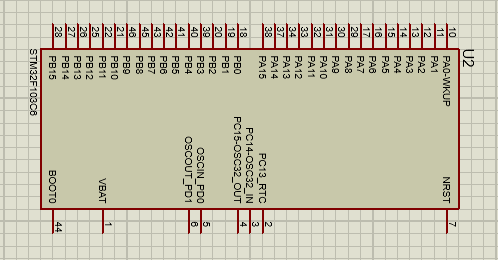 U2
10 PA0-WKUP
11 PA1
12 PA2
13 PA3
14 PA4
15 PA5
16 PA6
17 PA7
29 PA8
30 PA9
31 PA10
32 PA11
33 PA12
34 PA13
37 PA14
38 PA15
18 PB0
19 PB1
20 PB2
39 PB3
40 PB4
41 PB5
42 PB6
43 PB7
45 PB8
46 PB9
21 PB10
22 PB11
25 PB12
26 PB13
27 PB14
28 PB15
NRST 7
PC13_RTC 2
PC14-OSC32_IN 3
PC15-OSC32_OUT 4
OSCIN_PD0 5
OSCOUT_PD1 6
VBAT 1
BOOT0 44
STM32F103C6